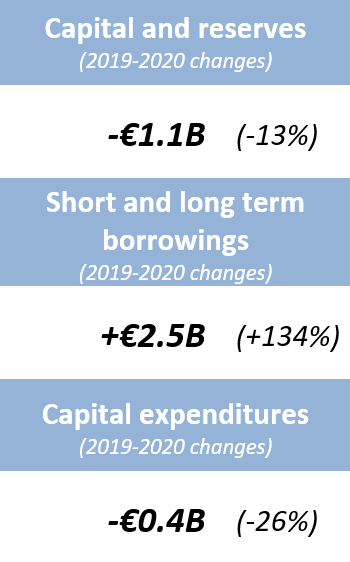 Capital and reserves
(2019-2020 changes)
-€1.1B (-13%)
Short and long term
borrowings
(2019-2020 changes)
+€2.5B (+134%)
Capital expenditures
(2019-2020 changes)
-€0.4B (-26%)